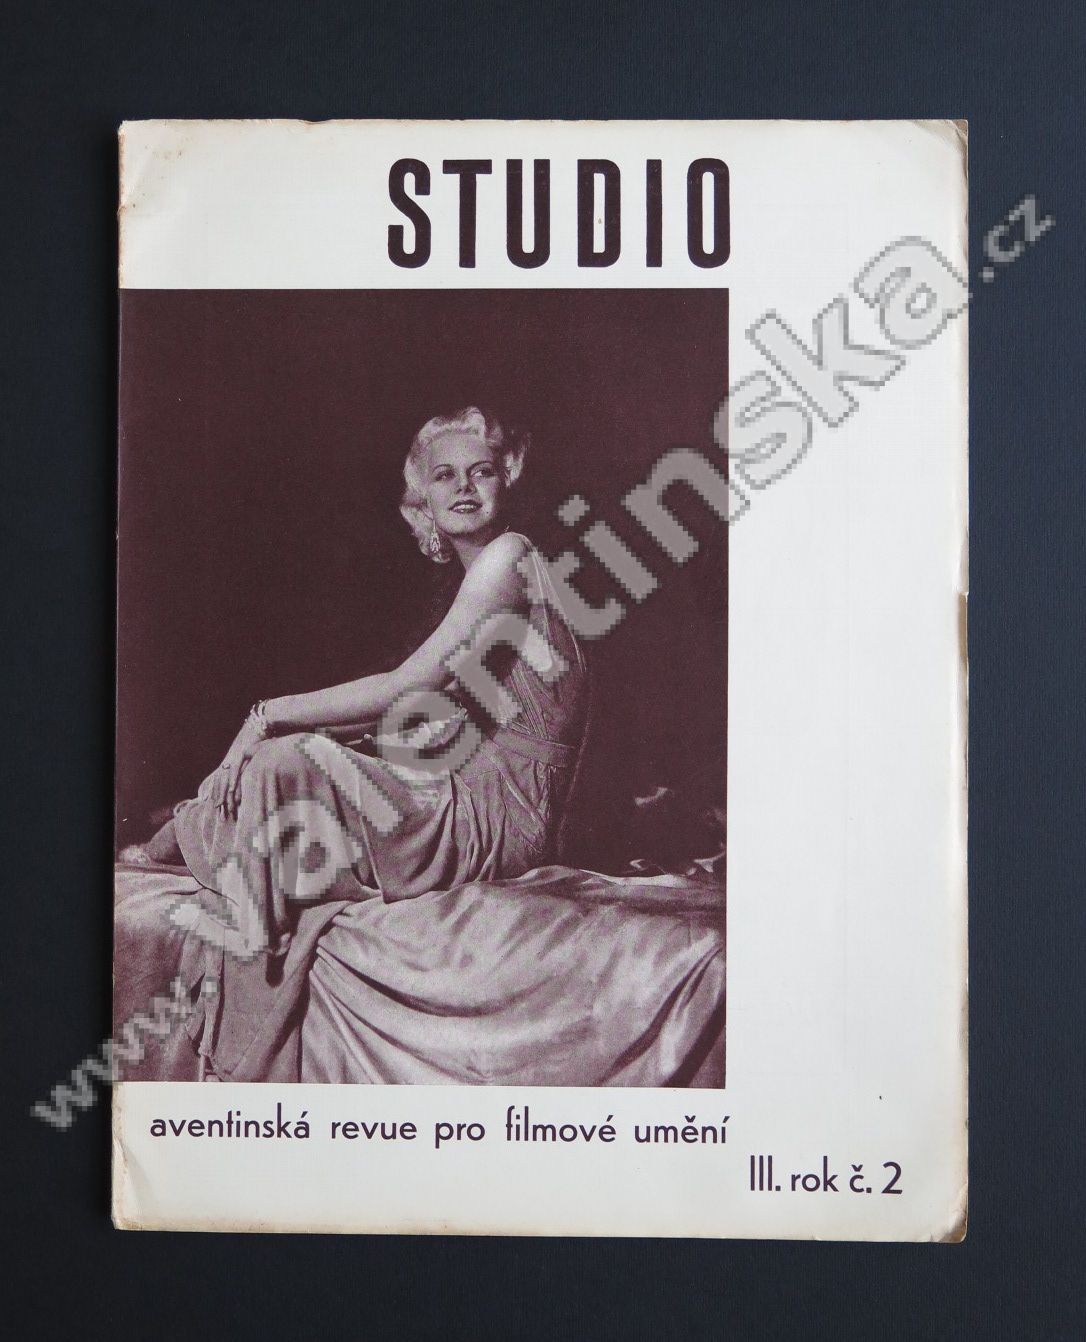 STUDIO
www.valentinska.cz
aventinská revue pro filmové umění
III. rok č. 2